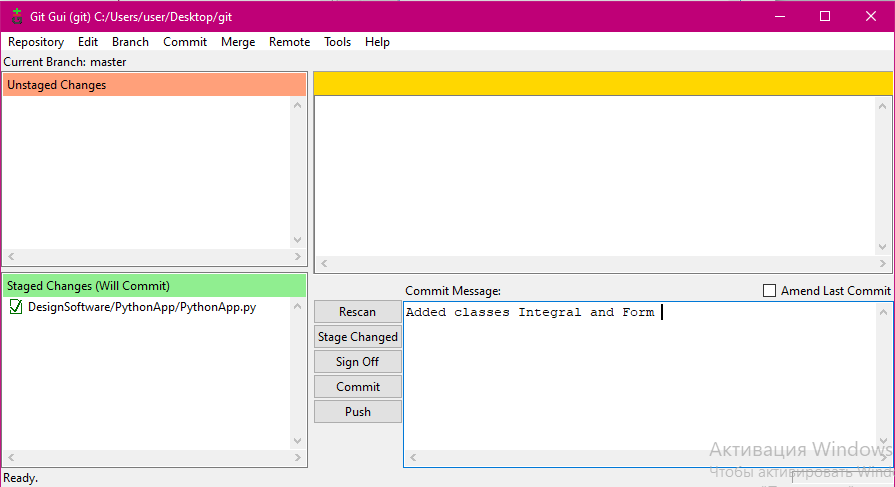 Git Gui (git) C:/Users/user/Desktop/git
Repository Edit Branch Commit Merge Remote Tools Help
Current Branch: master
Unstaged Changes
Staged Changes (Will Commit)
DesignSoftware/PythonApp/PythonApp.py
Commit Message:
Amend Last Commit
Rescan
Stage Changed
Sign Off
Commit
Push
Added classes Integral and Form
Активация Windows
Чтобы активировать Wind
Ready.